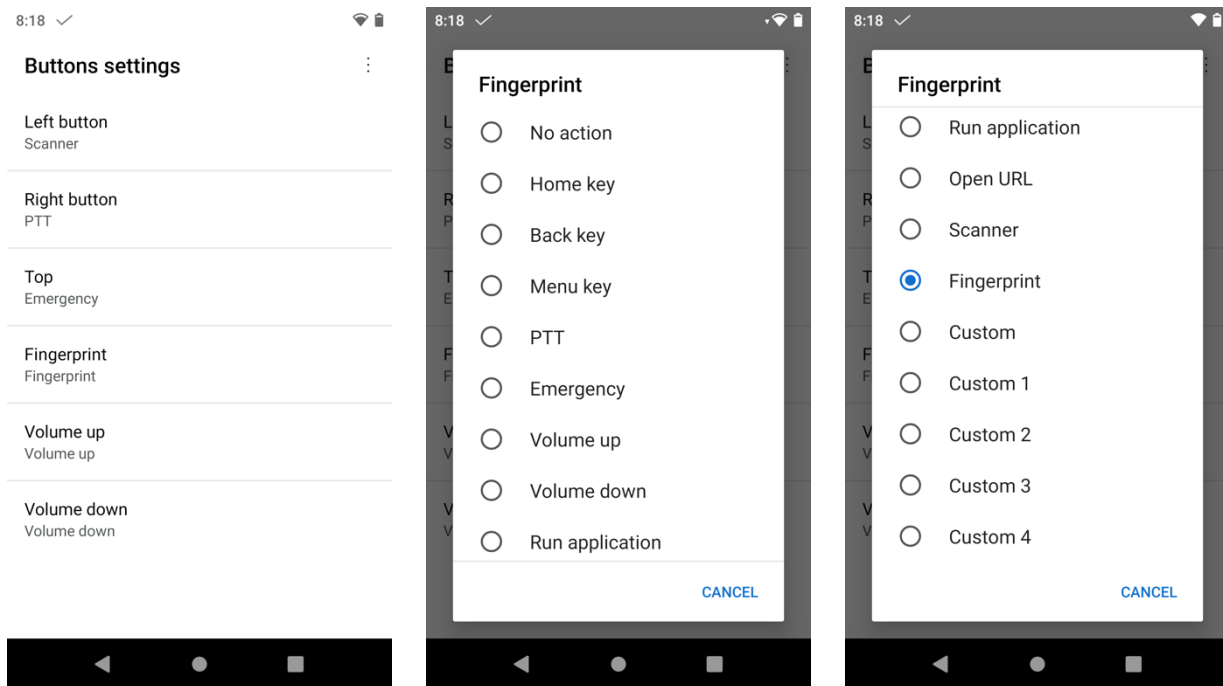 8:18
Buttons settings
Left button
Scanner
Right button
PTT
Top
Emergency
Fingerprint
Fingerprint
Volume up
Volume up
Volume down
Volume down
8:18
Fingerprint
No action
Home key
Back key
Menu key
PTT
Emergency
Volume up
Volume down
Run application
CANCEL
8:18
Fingerprint
Run application
Open URL
Scanner
Fingerprint
Custom
Custom 1
Custom 2
Custom 3
Custom 4
CANCEL